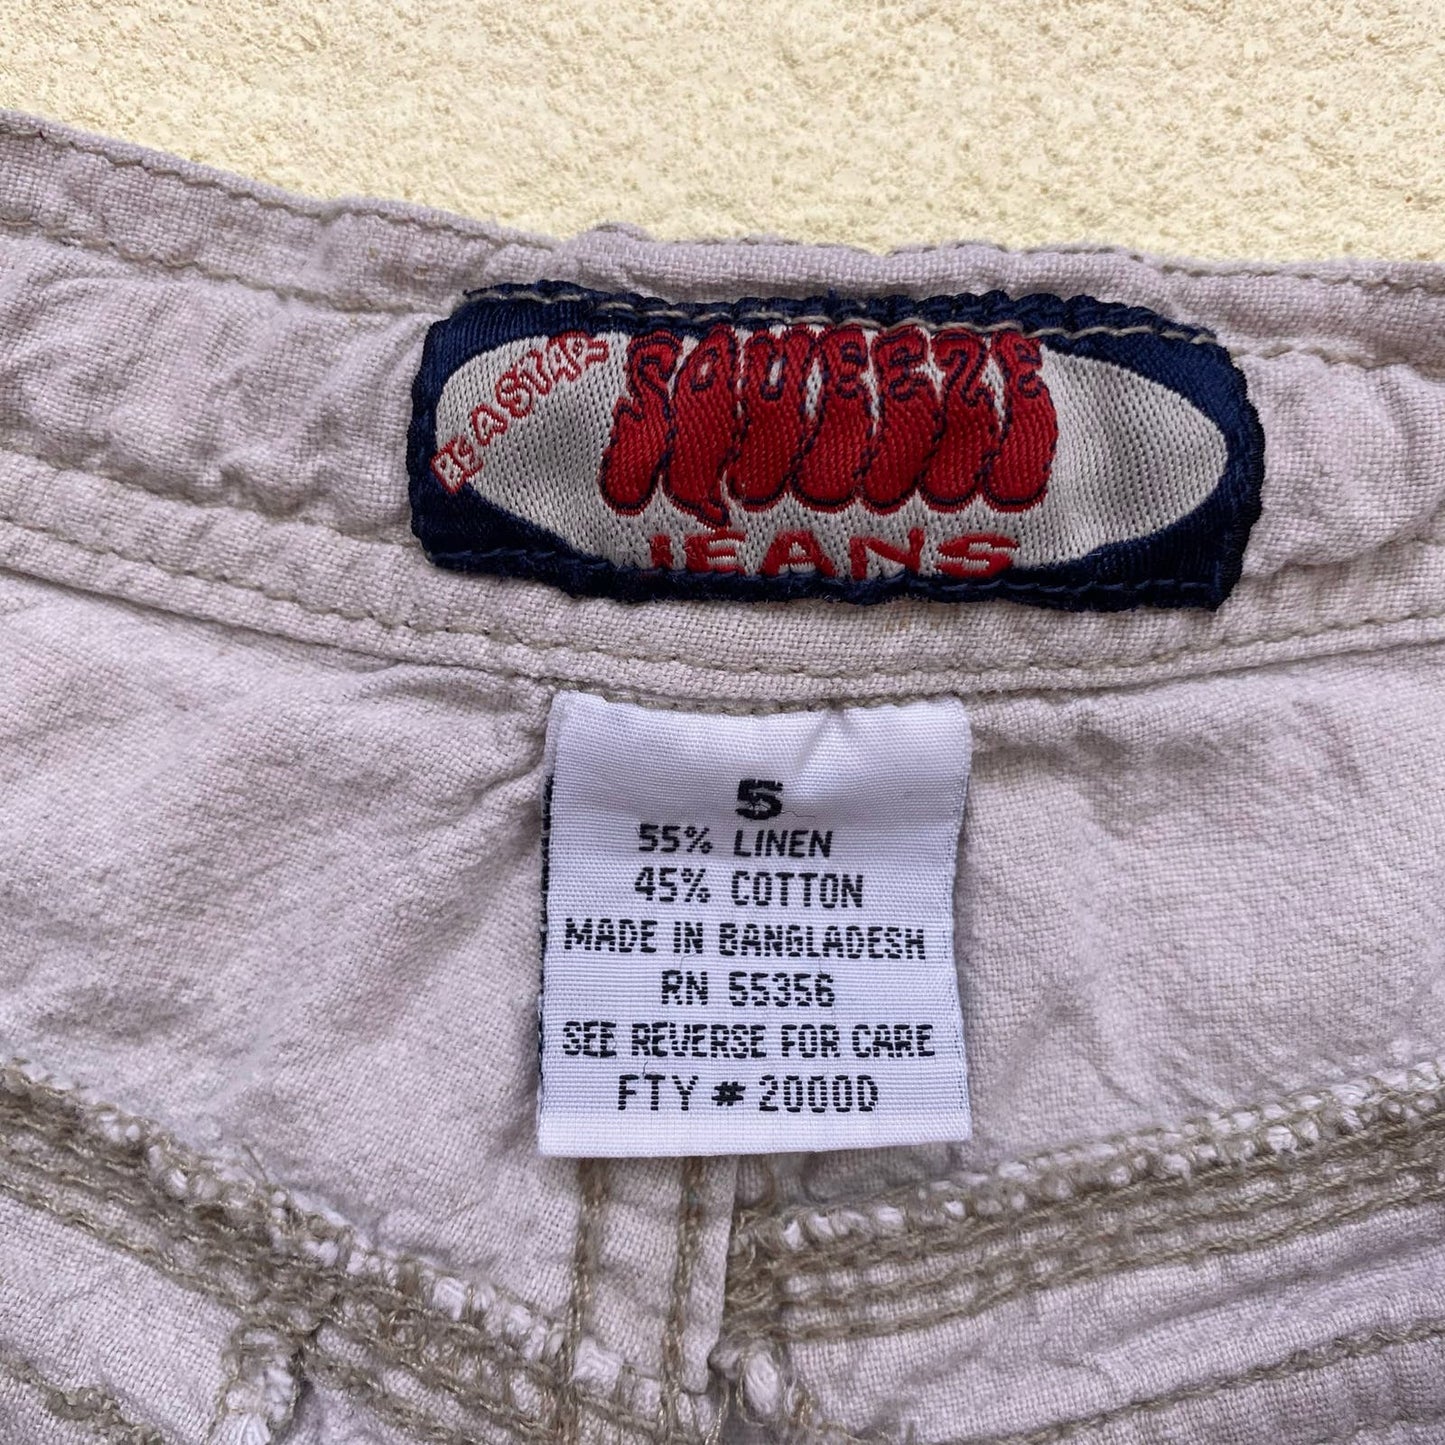 SQUEEZE
JEANS
5
55% LINEN
45% COTTON
MADE IN BANGLADESH
RN 55356
SEE REVERSE FOR CARE
FTY # 2000D